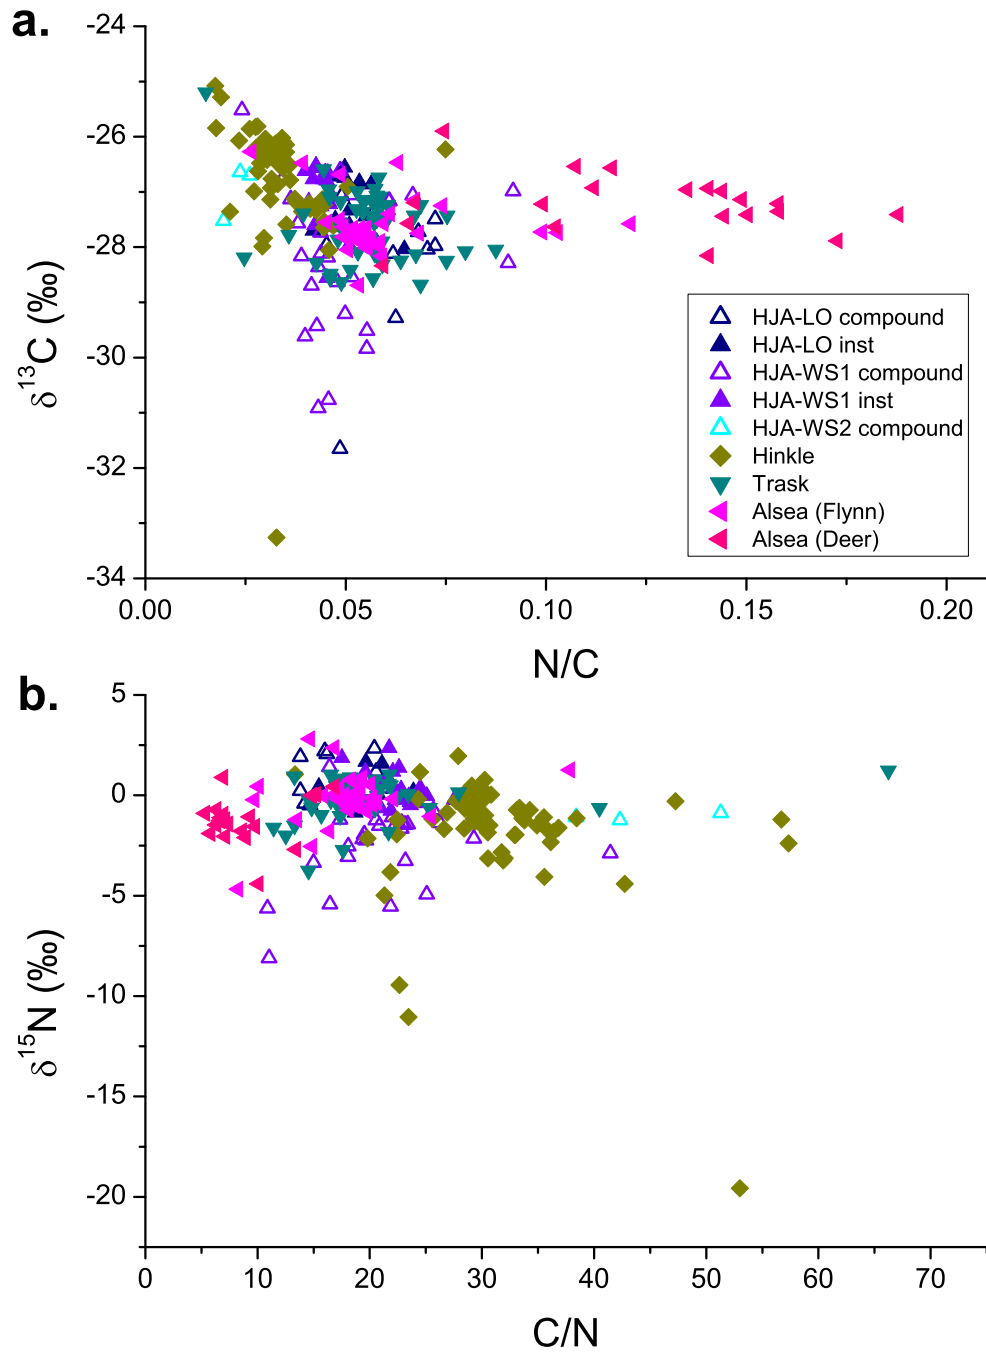 a.
-24
-26
-28
-30
-32
-34
δ13C (‰)
0.00 0.05 0.10 0.15 0.20
N/C
HJA-LO compound
HJA-LO inst
HJA-WS1 compound
HJA-WS1 inst
HJA-WS2 compound
Hinkle
Trask
Alsea (Flynn)
Alsea (Deer)
b.
5
0
-5
-10
-15
-20
δ15N (‰)
0 10 20 30 40 50 60 70
C/N